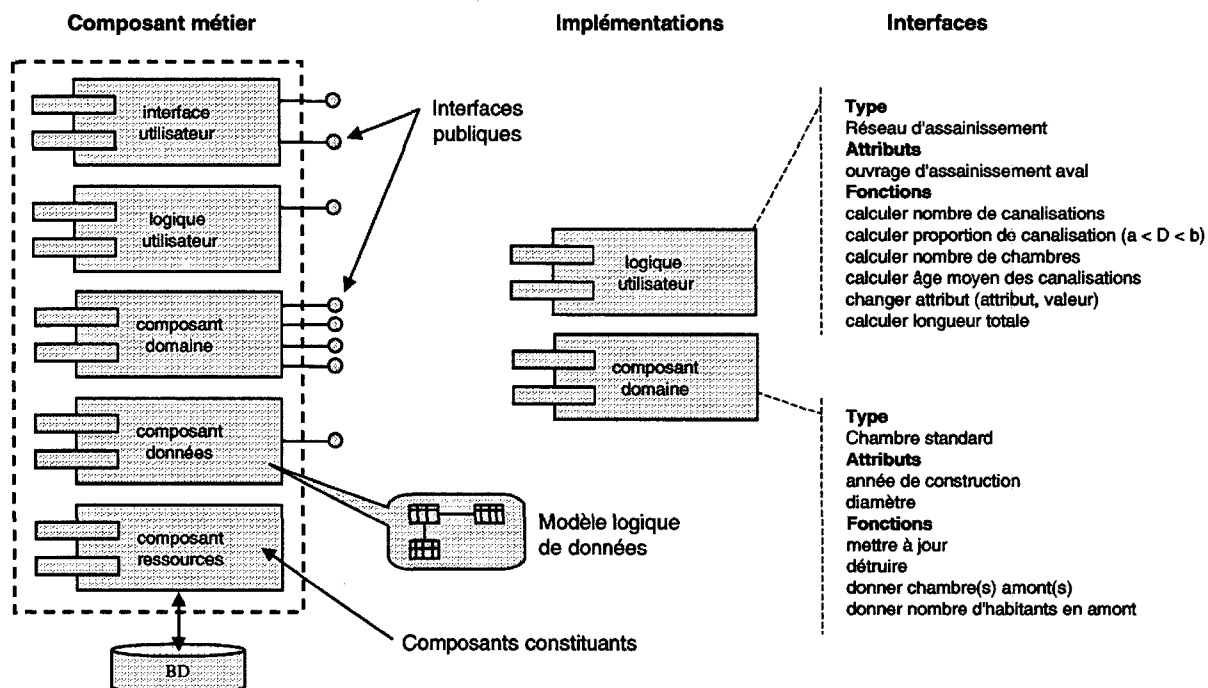 Composant métier
Implémentations
Interfaces
interface
utilisateur
logique
utilisateur
composant
domaine
composant
données
composant
ressources
BD
Interfaces
publiques
Modèle logique
de données
Composants constituants
logique
utilisateur
composant
domaine
Type
Réseau d'assainissement
Attributs
ouvrage d'assainissement aval
Fonctions
calculer nombre de canalisations
calculer proportion de canalisation (a < D < b)
calculer nombre de chambres
calculer âge moyen des canalisations
changer attribut (attribut, valeur)
calculer longueur totale
Type
Chambre standard
Attributs
année de construction
diamètre
Fonctions
mettre à jour
détruire
donner chambre(s) amont(s)
donner nombre d'habitants en amont